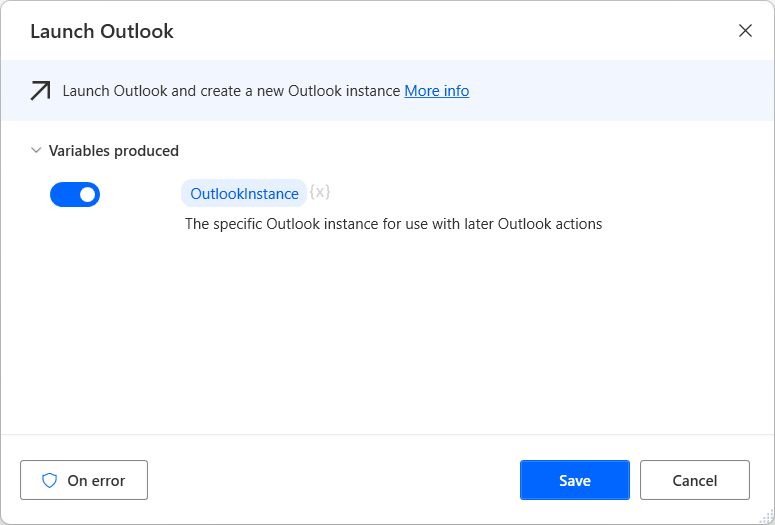 Launch Outlook
Launch Outlook and create a new Outlook instance More info
Variables produced
OutlookInstance {x}
The specific Outlook instance for use with later Outlook actions
On error
Save
Cancel